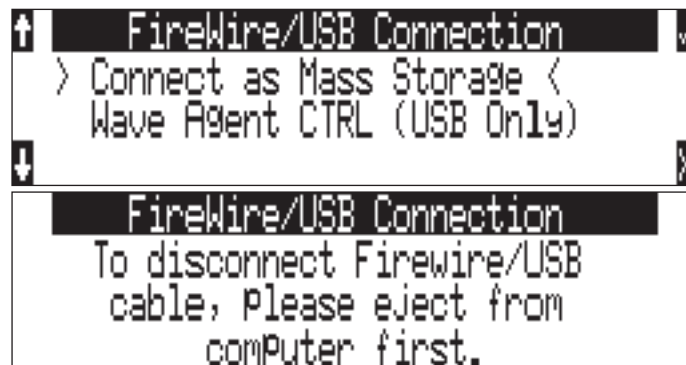 FireWire/USB Connection
> Connect as Mass Storage <
Wave Agent CTRL (USB Only)
FireWire/USB Connection
To disconnect Firewire/USB
cable, please eject from
computer first.